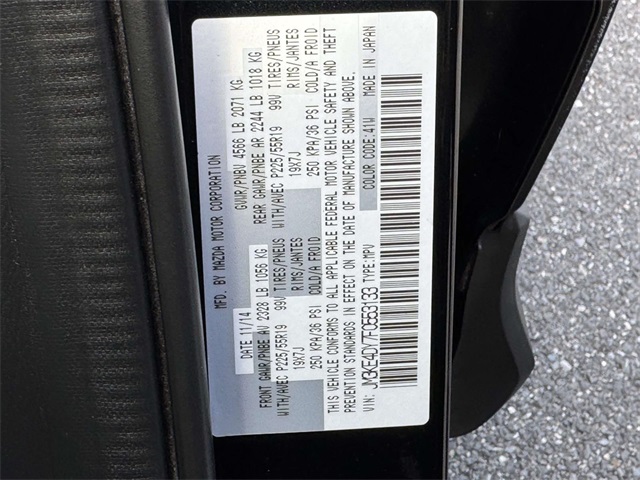 MFD. BY MAZDA MOTOR CORPORATION
DATE 11/14 GVWR/PNBV 4566 LB 2071 KG
FRONT GAWR/PNBE AV 2328 LB 1056 KG REAR GAWR/PNBE AR 2244 LB 1018 KG
WITH/AVEC P225/55R19 99V TIRES/PNEUS WITH/AVEC P225/55R19 99V TIRES/PNEUS
19X7J RIMS/JANTES 19X7J RIMS/JANTES
250 KPA/36 PSI COLD/A FROID 250 KPA/36 PSI COLD/A FROID
THIS VEHICLE CONFORMS TO ALL APPLICABLE FEDERAL MOTOR VEHICLE SAFETY AND THEFT
PREVENTION STANDARDS IN EFFECT ON THE DATE OF MANUFACTURE SHOWN ABOVE.
VIN: JM3KE4DY7F0553133 TYPE:MPV COLOR CODE:41W MADE IN JAPAN